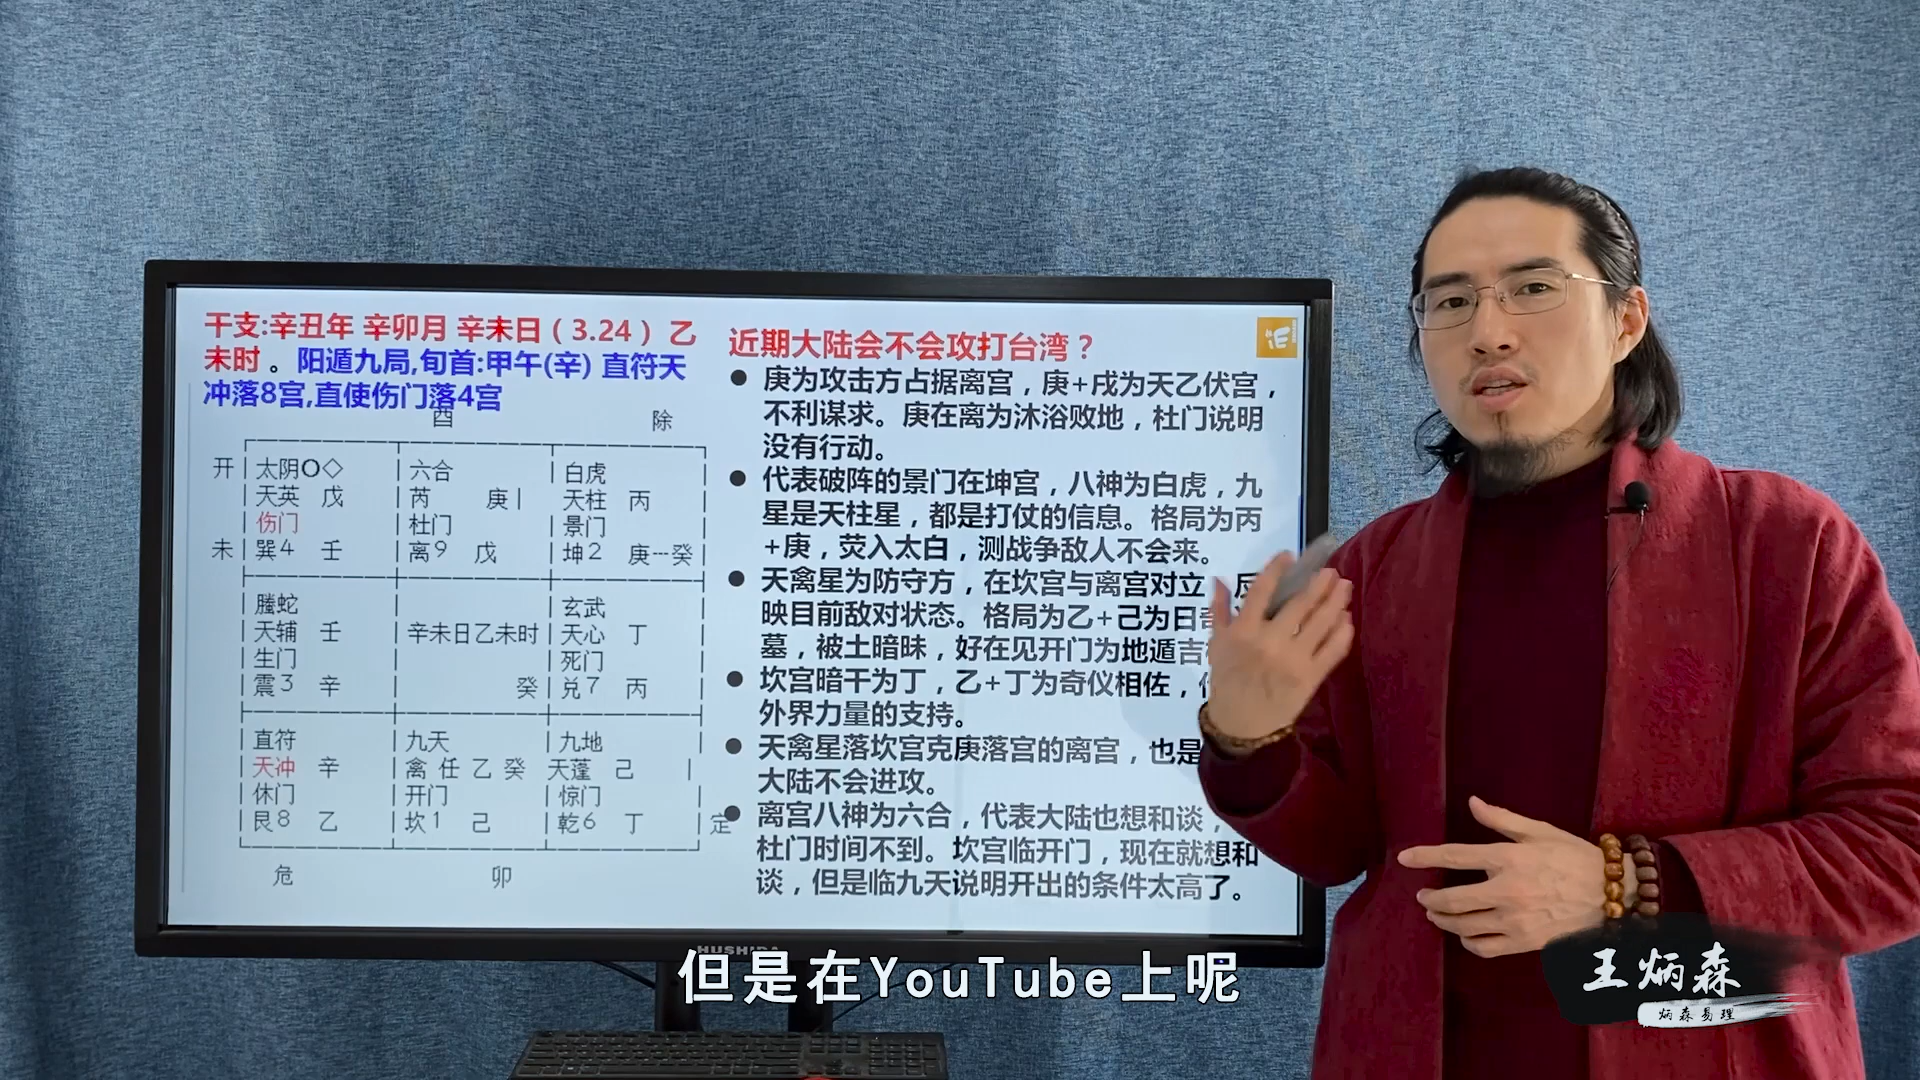 干支:辛丑年 辛卯月 辛未日（3.24） 乙
未时 。阳遁九局,旬首:甲午(辛) 直符天
冲落8宫,直使伤门落4宫
酉 除
开 太阴O◇ 六合 白虎
天英 戊 芮 庚 天柱 丙
伤门 杜门 景门
未 巽4 壬 离9 戊 坤2 庚---癸
螣蛇 玄武
天辅 壬 辛未日乙未时 天心 丁
生门 死门
震3 辛 癸 兑7 丙
直符 九天 九地
天冲 辛 禽 任 乙 癸 天蓬 己
休门 开门 惊门
艮8 乙 坎1 己 乾6 丁 定
危 卯
近期大陆会不会攻打台湾？
● 庚为攻击方占据离宫，庚+戌为天乙伏宫，
不利谋求。庚在离为沐浴败地，杜门说明
没有行动。
● 代表破阵的景门在坤宫，八神为白虎，九
星是天柱星，都是打仗的信息。格局为丙
+庚，荧入太白，测战争敌人不会来。
● 天禽星为防守方，在坎宫与离宫对立
映目前敌对状态。格局为乙+己为日奇
墓，被土暗昧，好在见开门为地遁吉
● 坎宫暗干为丁，乙+丁为奇仪相佐，
外界力量的支持。
● 天禽星落坎宫克庚落宫的离宫，也是
大陆不会进攻。
● 离宫八神为六合，代表大陆也想和谈，
杜门时间不到。坎宫临开门，现在就想和
谈，但是临九天说明开出的条件太高了。
但是在YouTube上呢
王炳森
炳森易理